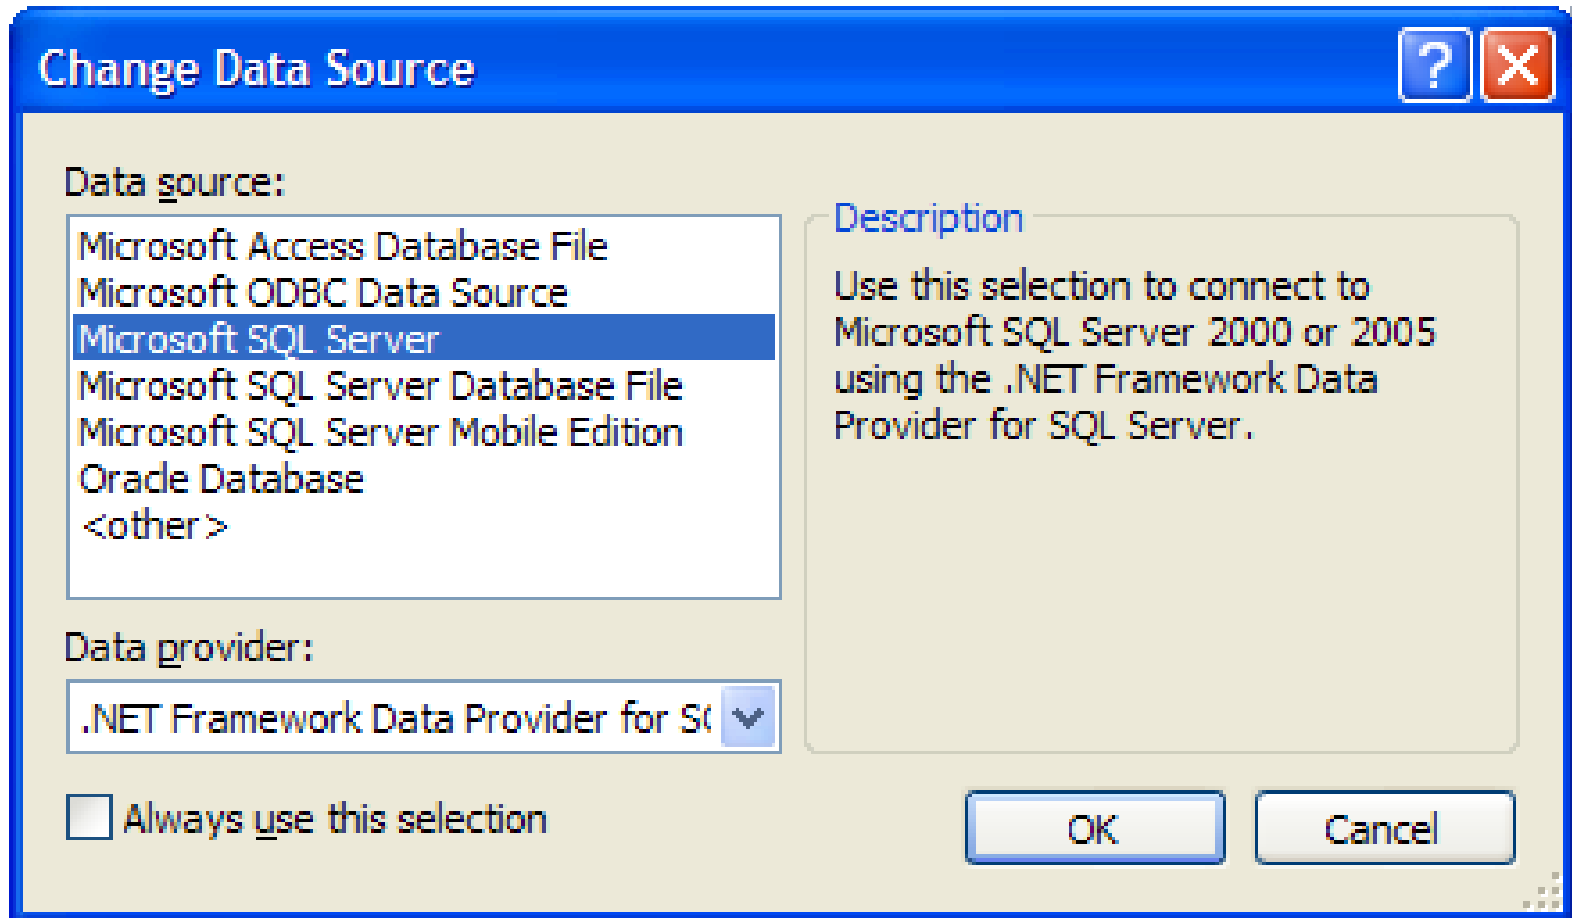 Change Data Source
Data source:
Microsoft Access Database File
Microsoft ODBC Data Source
Microsoft SQL Server
Microsoft SQL Server Database File
Microsoft SQL Server Mobile Edition
Oracle Database
<other>
Description
Use this selection to connect to
Microsoft SQL Server 2000 or 2005
using the .NET Framework Data
Provider for SQL Server.
Data provider:
.NET Framework Data Provider for
Always use this selection
OK
Cancel